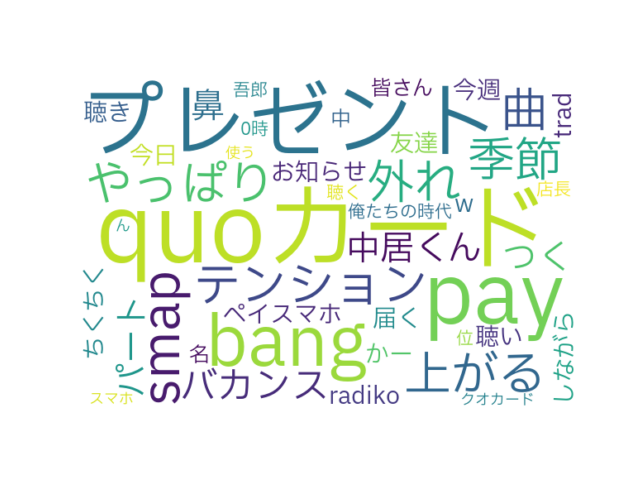 プレゼント
quoカード
pay
bang
smap
テンション
上がる
やっぱり
外れ
季節
曲
鼻
聴き
吾郎
0時
中
皆さん
今週
trad
友達
今日
使う
お知らせ
聴く
店長
俺たちの時代
w
ん
中居くん
つく
ちくちく
パート
ペイスマホ
届く
位
聴い
しながら
名
かー
バカンス
radiko
スマホ
クオカード